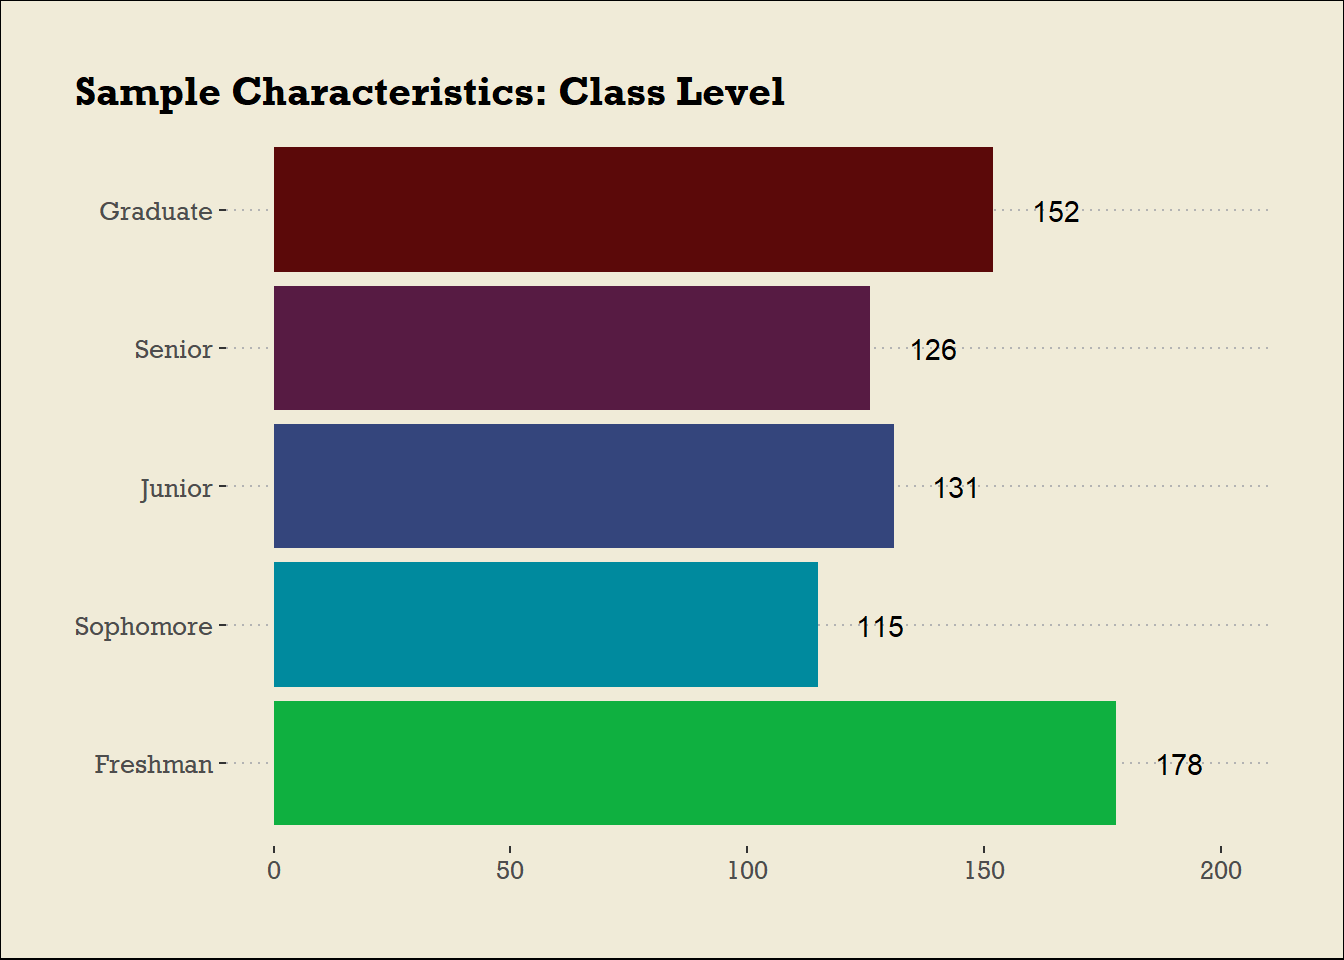 Sample Characteristics: Class Level
Graduate 152
Senior 126
Junior 131
Sophomore 115
Freshman 178
0 50 100 150 200